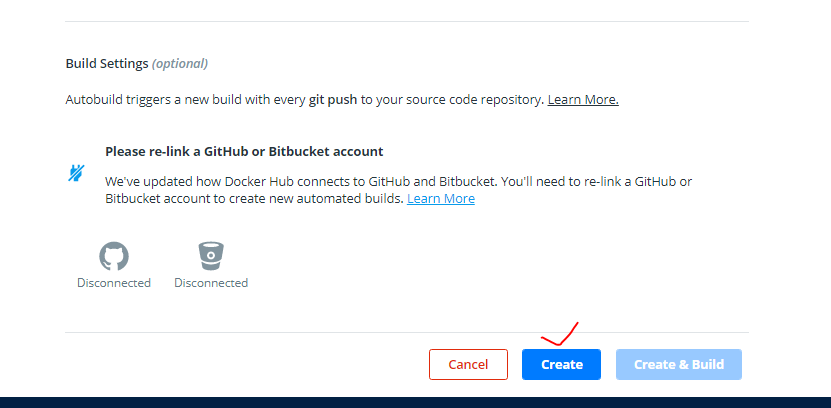 Build Settings (optional)
Autobuild triggers a new build with every git push to your source code repository. Learn More.
Please re-link a GitHub or Bitbucket account
We've updated how Docker Hub connects to GitHub and Bitbucket. You'll need to re-link a GitHub or
Bitbucket account to create new automated builds. Learn More
Disconnected Disconnected
Cancel Create Create & Build